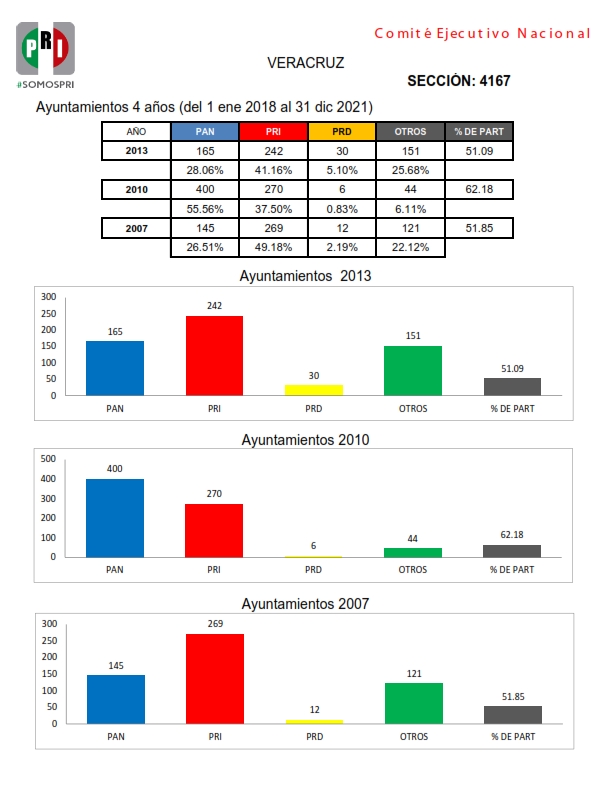 Comité Ejecutivo Nacional
PRI
#SOMOSPRI
VERACRUZ
SECCIÓN: 4167
Ayuntamientos 4 años (del 1 ene 2018 al 31 dic 2021)
AÑO PAN PRI PRD OTROS % DE PART
2013 165 242 30 151 51.09
28.06% 41.16% 5.10% 25.68%
2010 400 270 6 44 62.18
55.56% 37.50% 0.83% 6.11%
2007 145 269 12 121 51.85
26.51% 49.18% 2.19% 22.12%
Ayuntamientos 2013
300
250
200
150
100
50
0
165 242 30 151 51.09
PAN PRI PRD OTROS % DE PART
Ayuntamientos 2010
500
400
300
200
100
0
400 270 6 44 62.18
PAN PRI PRD OTROS % DE PART
Ayuntamientos 2007
300
250
200
150
100
50
0
145 269 12 121 51.85
PAN PRI PRD OTROS % DE PART